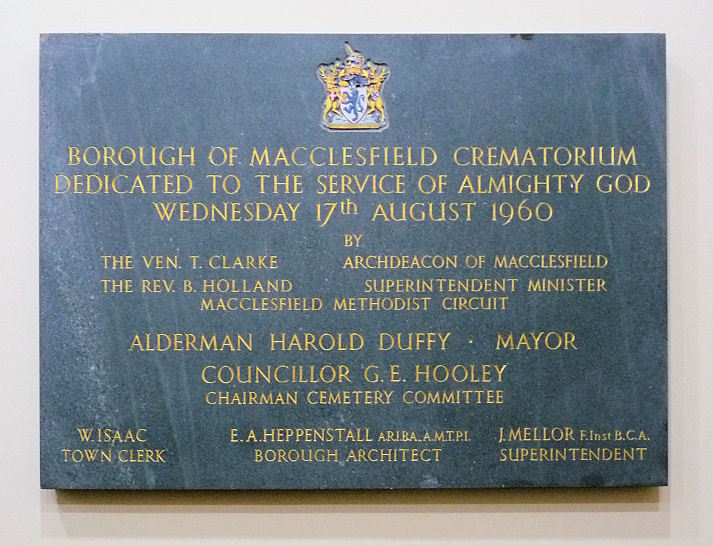 BOROUGH OF MACCLESFIELD CREMATORIUM
DEDICATED TO THE SERVICE OF ALMIGHTY GOD
WEDNESDAY 17th AUGUST 1960
BY
THE VEN. T. CLARKE ARCHDEACON OF MACCLESFIELD
THE REV. B. HOLLAND SUPERINTENDENT MINISTER
MACCLESFIELD METHODIST CIRCUIT
ALDERMAN HAROLD DUFFY · MAYOR
COUNCILLOR G. E. HOOLEY
CHAIRMAN CEMETERY COMMITTEE
W. ISAAC E. A. HEPPENSTALL A.R.I.B.A., A.M.T.P.I. J. MELLOR F. Inst B.C.A.
TOWN CLERK BOROUGH ARCHITECT SUPERINTENDENT